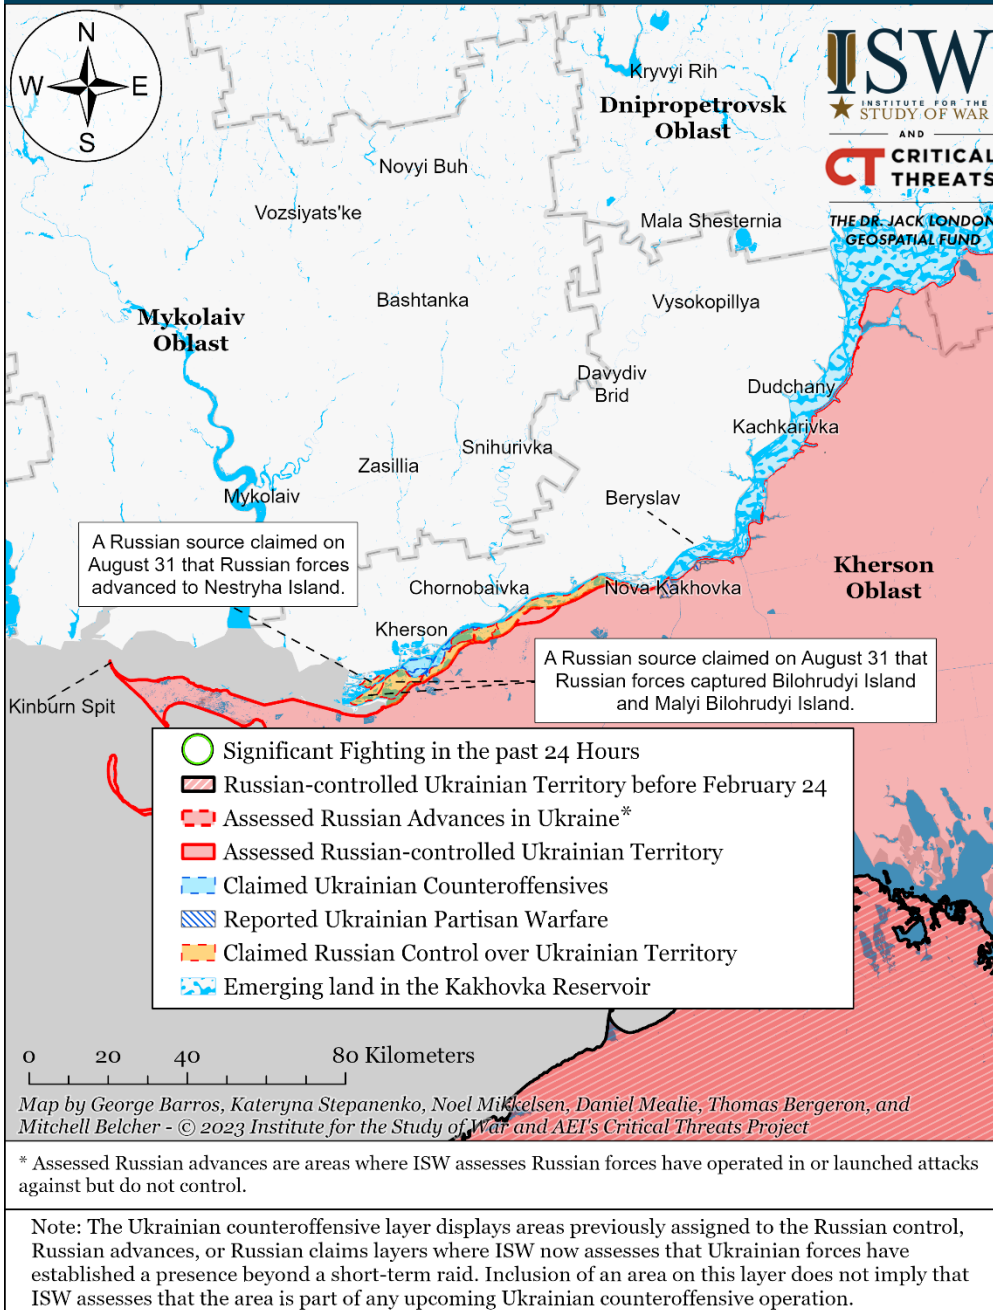 N
W
E
S
Kryvyi Rih
Dnipropetrovsk
Oblast
ISW
INSTITUTE FOR THE
STUDY OF WAR
AND
CT CRITICAL
THREATS
THE DR. JACK LONDON
GEOSPATIAL FUND
Novyi Buh
Vozsiyats'ke
Mala Shesternia
Bashtanka
Vysokopillya
Mykolaiv
Oblast
Davydiv
Brid
Dudchany
Kachkarivka
Snihurivka
Zasillia
Mykolaiv
Beryslav
A Russian source claimed on
August 31 that Russian forces
advanced to Nestryha Island.
Chornobaivka
Nova Kakhovka
Kherson
Oblast
Kherson
A Russian source claimed on August 31 that
Russian forces captured Bilohrudyi Island
and Malyi Bilohrudyi Island.
Kinburn Spit
Significant Fighting in the past 24 Hours
Russian-controlled Ukrainian Territory before February 24
Assessed Russian Advances in Ukraine*
Assessed Russian-controlled Ukrainian Territory
Claimed Ukrainian Counteroffensives
Reported Ukrainian Partisan Warfare
Claimed Russian Control over Ukrainian Territory
Emerging land in the Kakhovka Reservoir
0 20 40 80 Kilometers
Map by George Barros, Kateryna Stepanenko, Noel Mikkelsen, Daniel Mealie, Thomas Bergeron, and
Mitchell Belcher - © 2023 Institute for the Study of War and AEI's Critical Threats Project
* Assessed Russian advances are areas where ISW assesses Russian forces have operated in or launched attacks
against but do not control.
Note: The Ukrainian counteroffensive layer displays areas previously assigned to the Russian control,
Russian advances, or Russian claims layers where ISW now assesses that Ukrainian forces have
established a presence beyond a short-term raid. Inclusion of an area on this layer does not imply that
ISW assesses that the area is part of any upcoming Ukrainian counteroffensive operation.